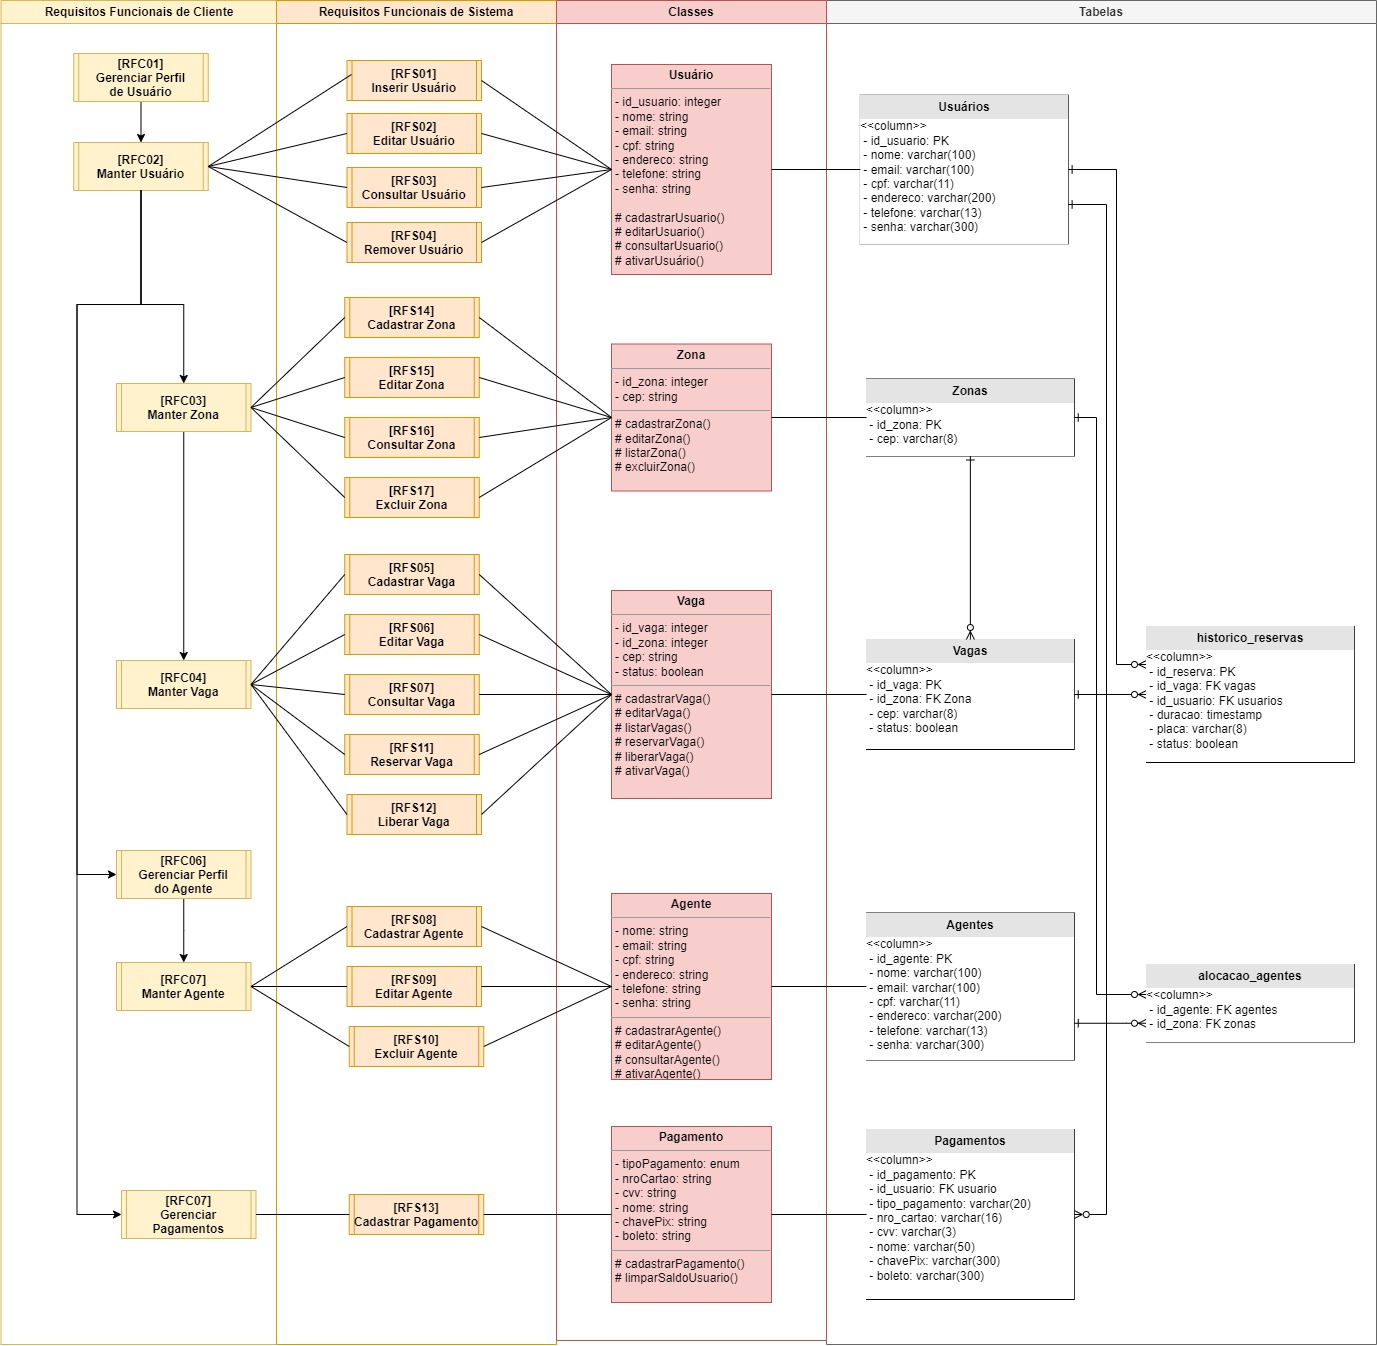 Requisitos Funcionais de Cliente
Requisitos Funcionais de Sistema
Classes
Tabelas
[RFC01]
Gerenciar Perfil
de Usuário
[RFC02]
Manter Usuário
[RFC03]
Manter Zona
[RFC04]
Manter Vaga
[RFC06]
Gerenciar Perfil
do Agente
[RFC07]
Manter Agente
[RFC07]
Gerenciar
Pagamentos
[RFS01]
Inserir Usuário
[RFS02]
Editar Usuário
[RFS03]
Consultar Usuário
[RFS04]
Remover Usuário
[RFS14]
Cadastrar Zona
[RFS15]
Editar Zona
[RFS16]
Consultar Zona
[RFS17]
Excluir Zona
[RFS05]
Cadastrar Vaga
[RFS06]
Editar Vaga
[RFS07]
Consultar Vaga
[RFS11]
Reservar Vaga
[RFS12]
Liberar Vaga
[RFS08]
Cadastrar Agente
[RFS09]
Editar Agente
[RFS10]
Excluir Agente
[RFS13]
Cadastrar Pagamento
Usuário
- id_usuario: integer
- nome: string
- email: string
- cpf: string
- endereco: string
- telefone: string
- senha: string
# cadastrarUsuario()
# editarUsuario()
# consultarUsuario()
# ativarUsuário()
Zona
- id_zona: integer
- cep: string
# cadastrarZona()
# editarZona()
# listarZona()
# excluirZona()
Vaga
- id_vaga: integer
- id_zona: integer
- cep: string
- status: boolean
# cadastrarVaga()
# editarVaga()
# listarVagas()
# reservarVaga()
# liberarVaga()
# ativarVaga()
Agente
- nome: string
- email: string
- cpf: string
- endereco: string
- telefone: string
- senha: string
# cadastrarAgente()
# editarAgente()
# consultarAgente()
# ativarAgente()
Pagamento
- tipoPagamento: enum
- nroCartao: string
- cvv: string
- nome: string
- chavePix: string
- boleto: string
# cadastrarPagamento()
# limparSaldoUsuario()
Usuários
<<column>>
- id_usuario: PK
- nome: varchar(100)
- email: varchar(100)
- cpf: varchar(11)
- endereco: varchar(200)
- telefone: varchar(13)
- senha: varchar(300)
Zonas
<<column>>
- id_zona: PK
- cep: varchar(8)
Vagas
<<column>>
- id_vaga: PK
- id_zona: FK Zona
- cep: varchar(8)
- status: boolean
historico_reservas
<<column>>
- id_reserva: PK
- id_vaga: FK vagas
- id_usuario: FK usuarios
- duracao: timestamp
- placa: varchar(8)
- status: boolean
Agentes
<<column>>
- id_agente: PK
- nome: varchar(100)
- email: varchar(100)
- cpf: varchar(11)
- endereco: varchar(200)
- telefone: varchar(13)
- senha: varchar(300)
alocacao_agentes
<<column>>
- id_agente: FK agentes
- id_zona: FK zonas
Pagamentos
<<column>>
- id_pagamento: PK
- id_usuario: FK usuario
- tipo_pagamento: varchar(20)
- nro_cartao: varchar(16)
- cvv: varchar(3)
- nome: varchar(50)
- chavePix: varchar(300)
- boleto: varchar(300)